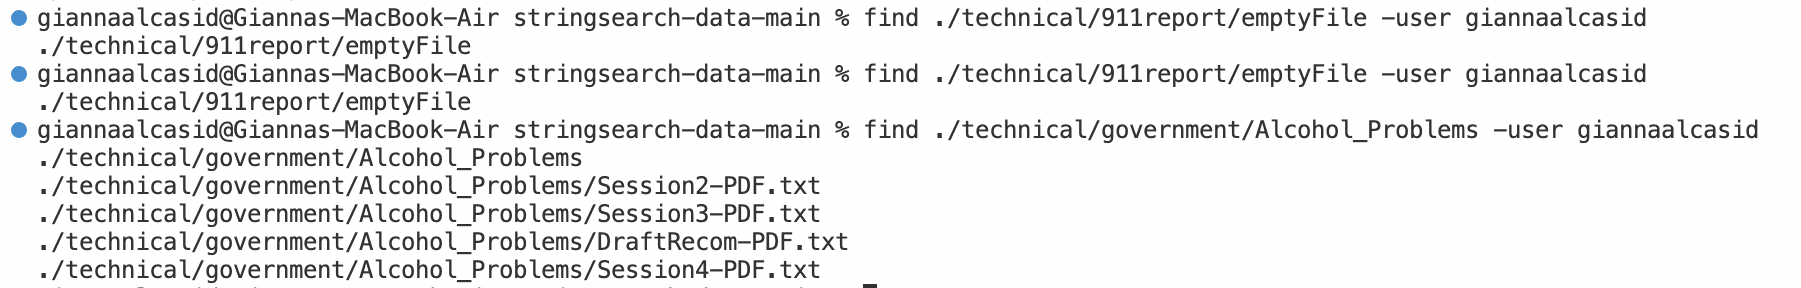 giannaalcasid@Giannas-MacBook-Air stringsearch-data-main % find ./technical/911report/emptyFile -user giannaalcasid
./technical/911report/emptyFile
giannaalcasid@Giannas-MacBook-Air stringsearch-data-main % find ./technical/911report/emptyFile -user giannaalcasid
./technical/911report/emptyFile
giannaalcasid@Giannas-MacBook-Air stringsearch-data-main % find ./technical/government/Alcohol_Problems -user giannaalcasid
./technical/government/Alcohol_Problems
./technical/government/Alcohol_Problems/Session2-PDF.txt
./technical/government/Alcohol_Problems/Session3-PDF.txt
./technical/government/Alcohol_Problems/DraftRecom-PDF.txt
./technical/government/Alcohol_Problems/Session4-PDF.txt